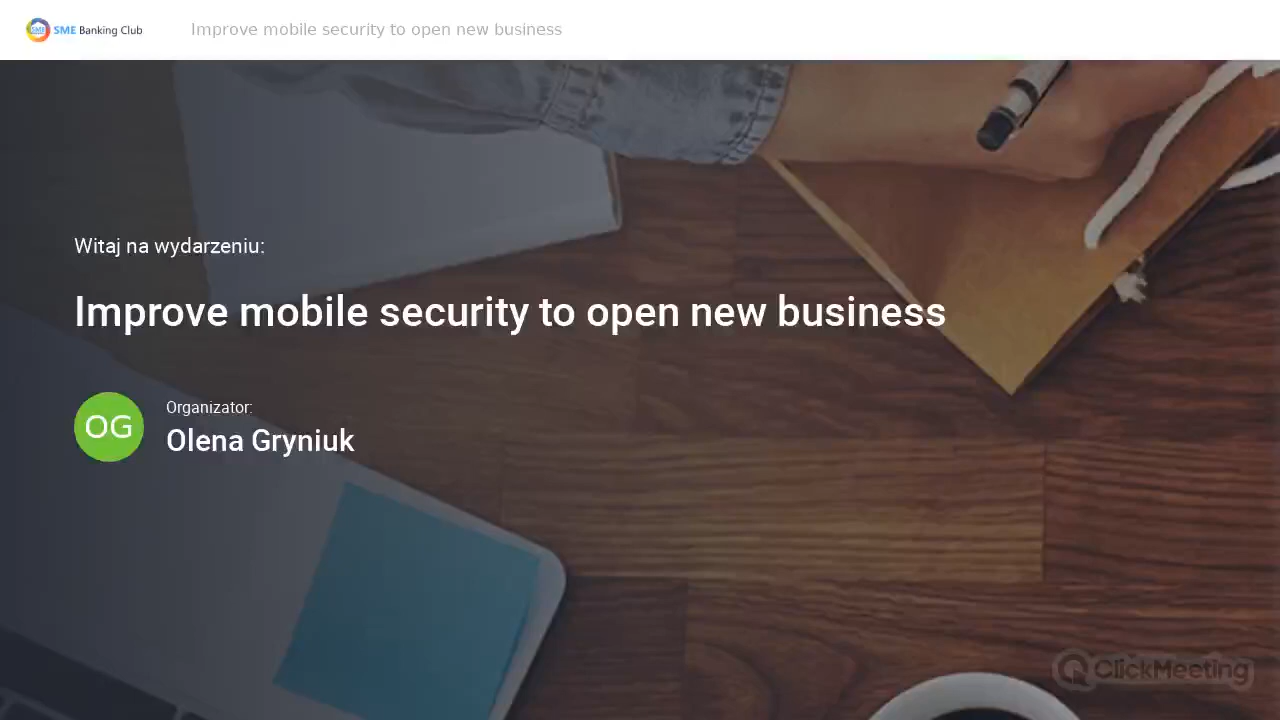 SME Banking Club
Improve mobile security to open new business
Witaj na wydarzeniu:
Improve mobile security to open new business
OG
Organizator:
Olena Gryniuk
ClickMeeting